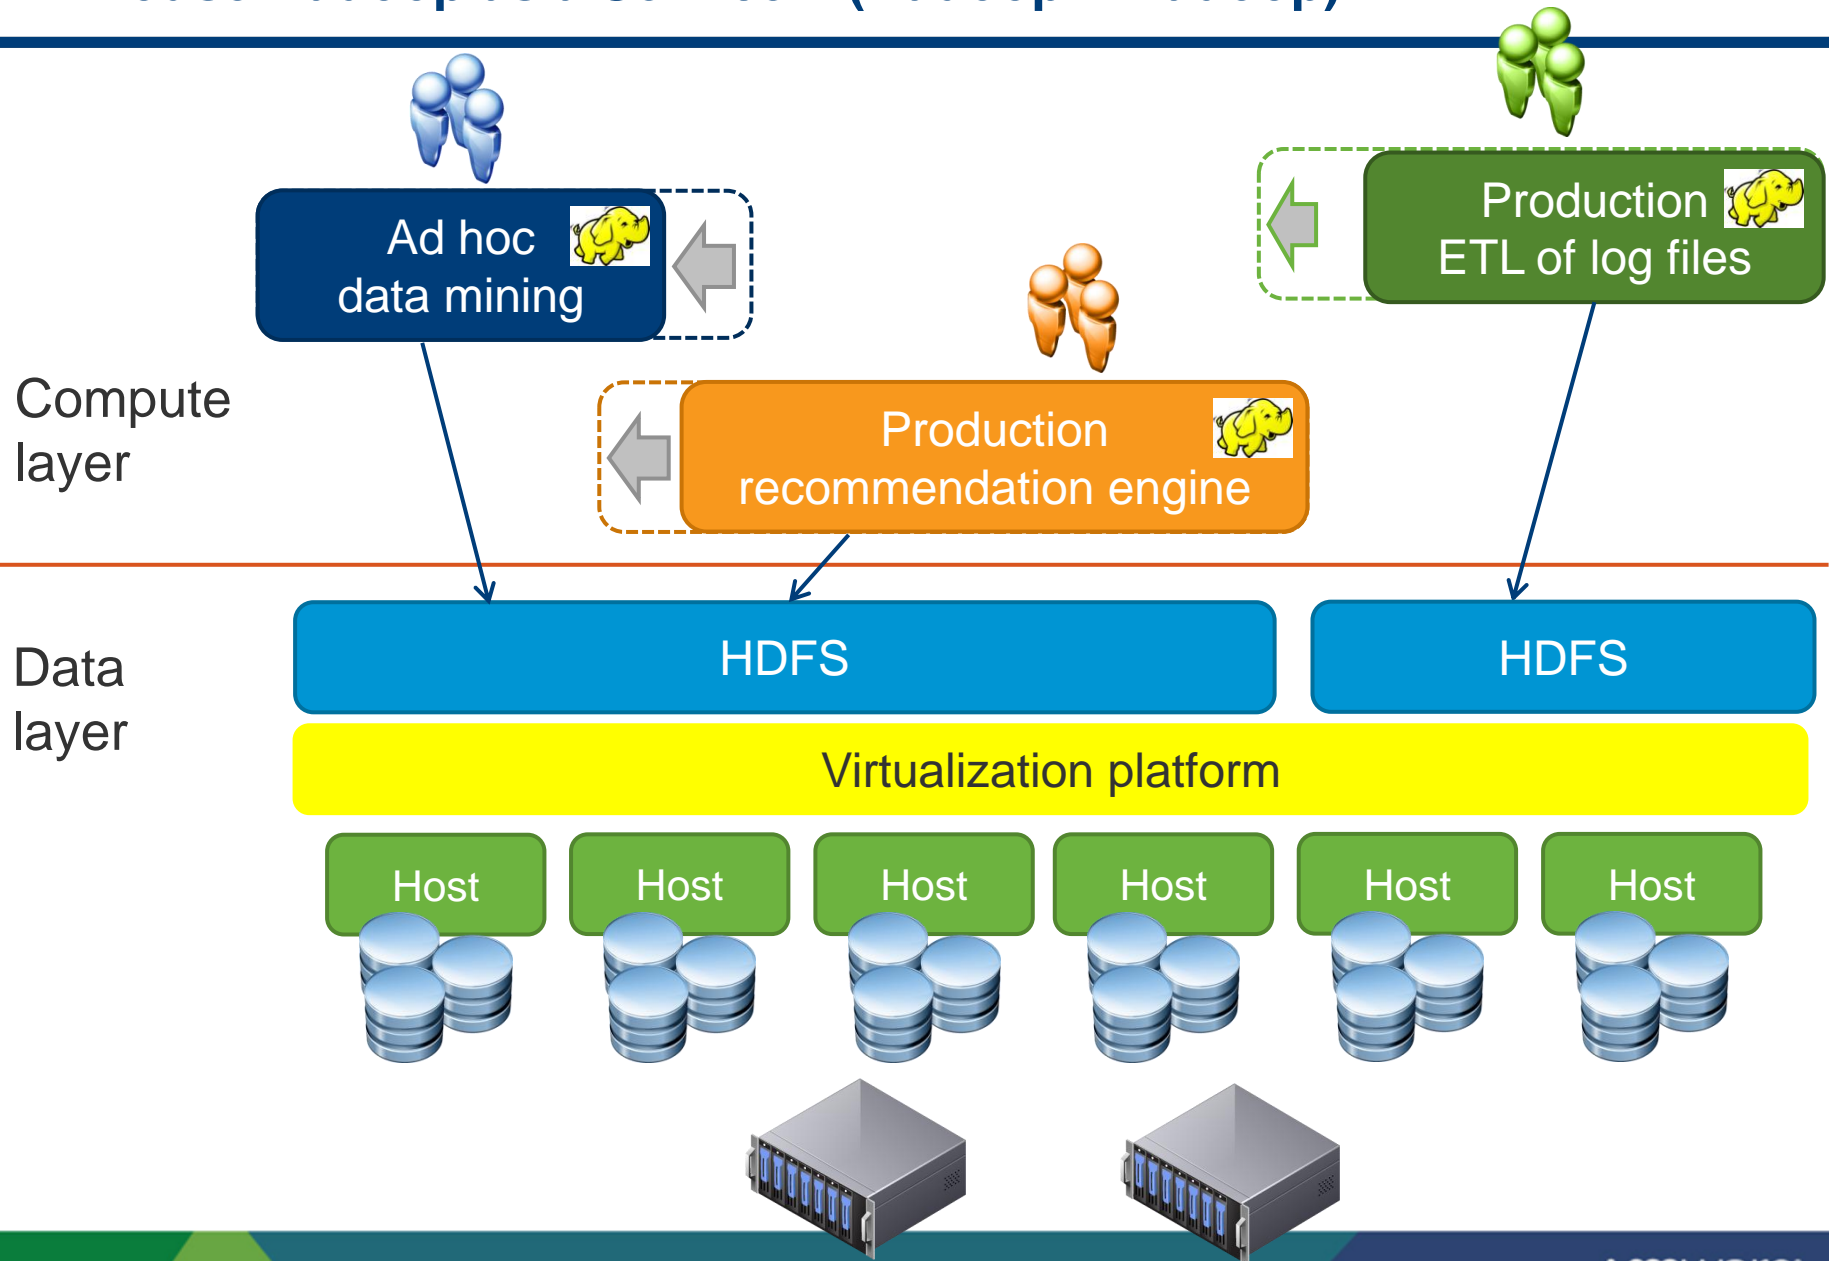 Ad hoc
data mining
Production
ETL of log files
Production
recommendation engine
Compute
layer
HDFS
HDFS
Data
layer
Virtualization platform
Host
Host
Host
Host
Host
Host